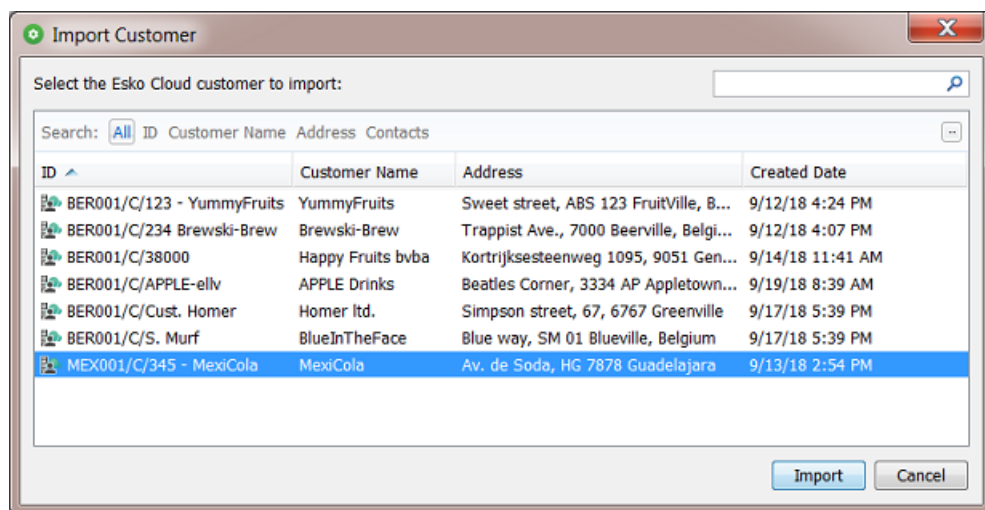 Import Customer
Select the Esko Cloud customer to import:
Search: All ID Customer Name Address Contacts
ID Customer Name Address Created Date
BER001/C/123 - YummyFruits YummyFruits Sweet street, ABS 123 FruitVille, B... 9/12/18 4:24 PM
BER001/C/234 Brewski-Brew Brewski-Brew Trappist Ave., 7000 Beerville, Belgi... 9/12/18 4:07 PM
BER001/C/38000 Happy Fruits bvba Kortrijksesteenweg 1095, 9051 Gen... 9/14/18 11:41 AM
BER001/C/APPLE-ellv APPLE Drinks Beatles Corner, 3334 AP Appletown... 9/19/18 8:39 AM
BER001/C/Cust. Homer Homer ltd. Simpson street, 67, 6767 Greenville 9/17/18 5:39 PM
BER001/C/S. Murf BlueInTheFace Blue way, SM 01 Blueville, Belgium 9/17/18 5:39 PM
MEX001/C/345 - MexiCola MexiCola Av. de Soda, HG 7878 Guadelajara 9/13/18 2:54 PM
Import Cancel